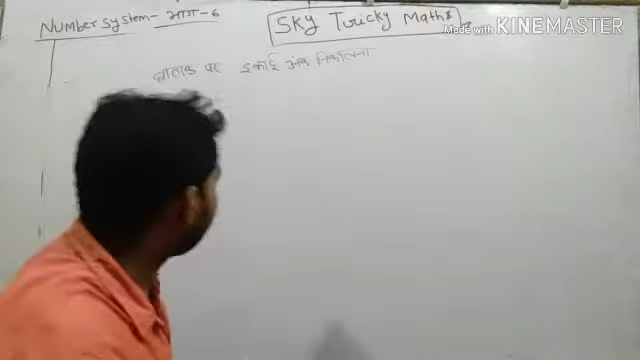 Number System- भाग-6
Sky Tricky Maths
Made with KINEMASTER
घातांक पर इकाई अंक निकालना